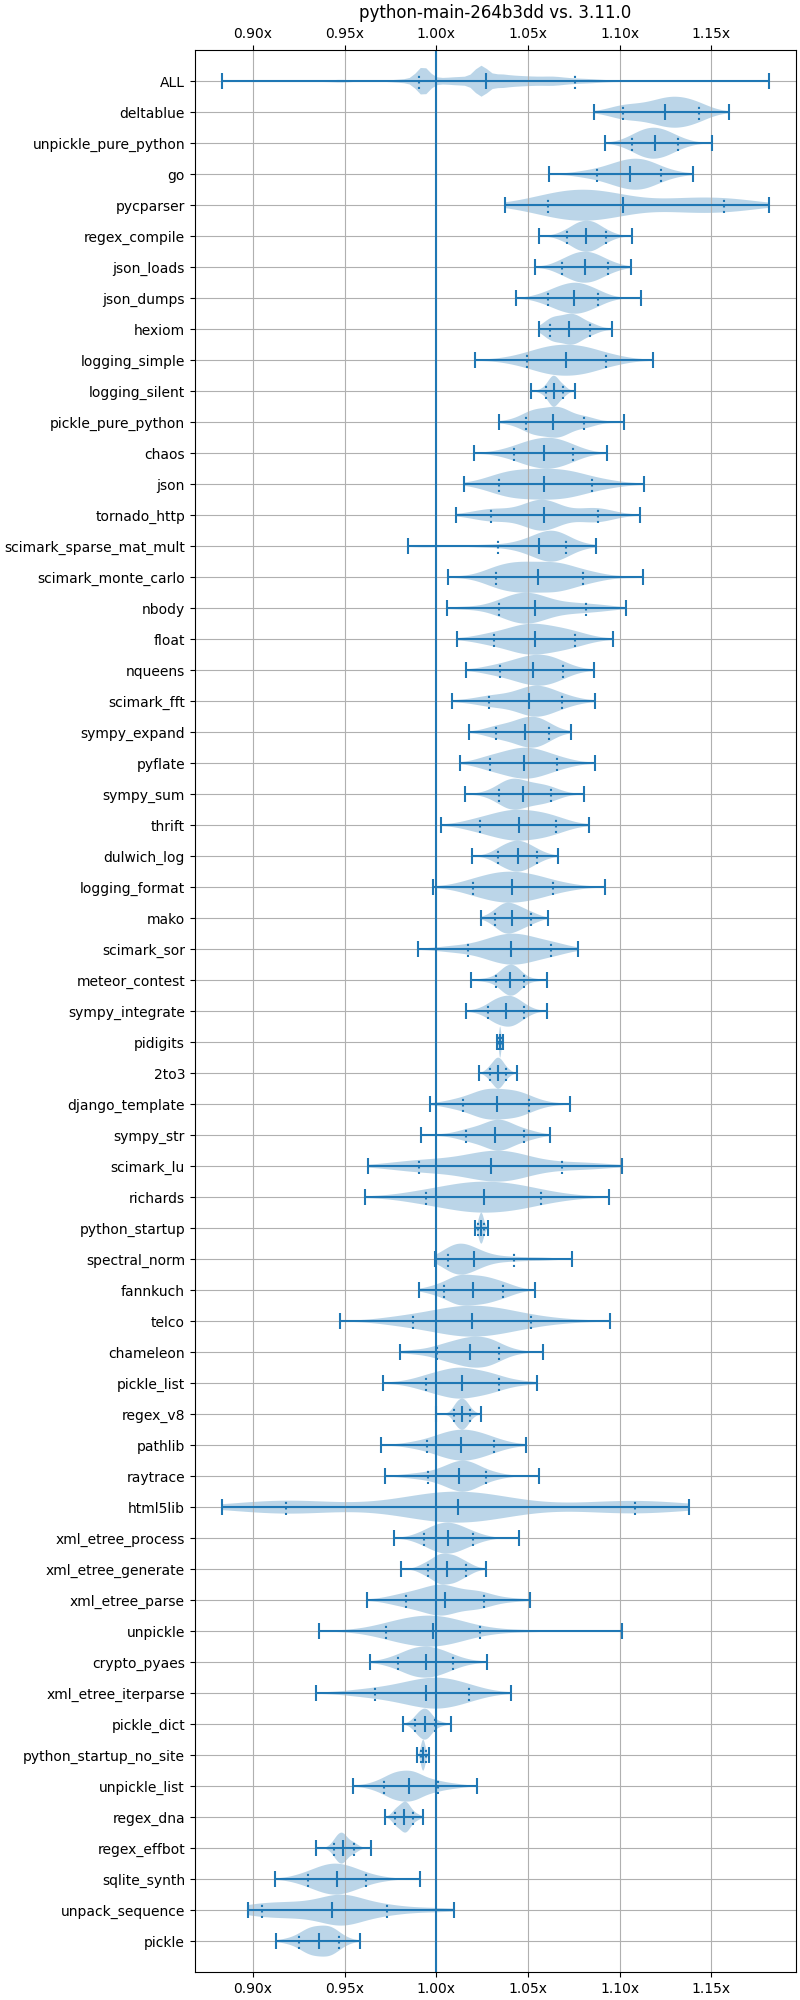 python-main-264b3dd vs. 3.11.0
0.90x 0.95x 1.00x 1.05x 1.10x 1.15x
ALL
deltablue
unpickle_pure_python
go
pycparser
regex_compile
json_loads
json_dumps
hexiom
logging_simple
logging_silent
pickle_pure_python
chaos
json
tornado_http
scimark_sparse_mat_mult
scimark_monte_carlo
nbody
float
nqueens
scimark_fft
sympy_expand
pyflate
sympy_sum
thrift
dulwich_log
logging_format
mako
scimark_sor
meteor_contest
sympy_integrate
pidigits
2to3
django_template
sympy_str
scimark_lu
richards
python_startup
spectral_norm
fannkuch
telco
chameleon
pickle_list
regex_v8
pathlib
raytrace
html5lib
xml_etree_process
xml_etree_generate
xml_etree_parse
unpickle
crypto_pyaes
xml_etree_iterparse
pickle_dict
python_startup_no_site
unpickle_list
regex_dna
regex_effbot
sqlite_synth
unpack_sequence
pickle
0.90x 0.95x 1.00x 1.05x 1.10x 1.15x